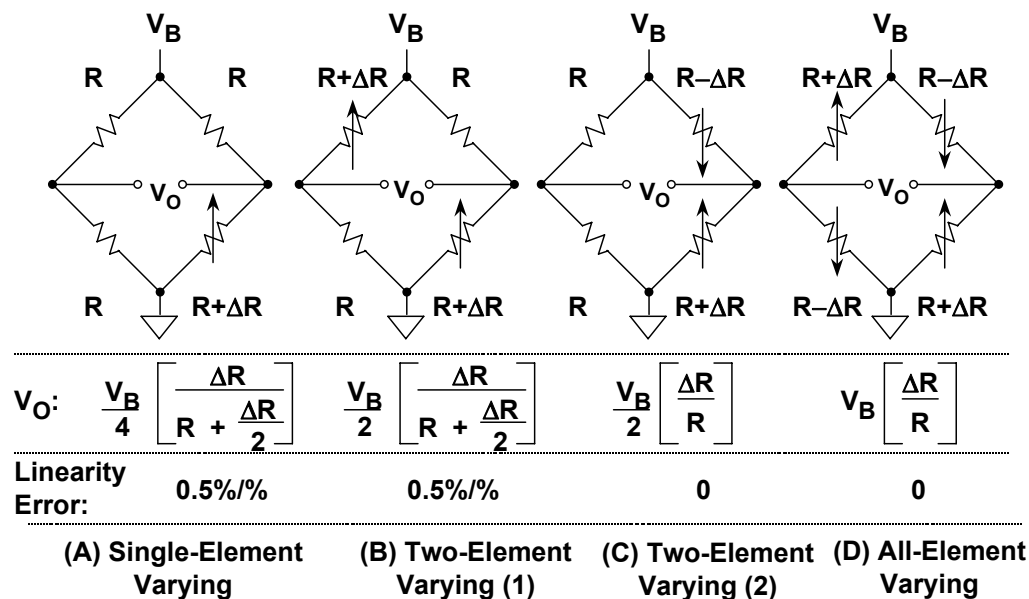 V_B V_B V_B V_B
R R R+ΔR R R R−ΔR R+ΔR R−ΔR
V_O V_O V_O V_O
R R+ΔR R R+ΔR R R+ΔR R−ΔR R+ΔR
V_O: V_B/4 [ΔR / (R + ΔR/2)] V_B/2 [ΔR / (R + ΔR/2)] V_B/2 [ΔR/R] V_B [ΔR/R]
Linearity
Error: 0.5%/% 0.5%/% 0 0
(A) Single-Element (B) Two-Element (C) Two-Element (D) All-Element
Varying Varying (1) Varying (2) Varying